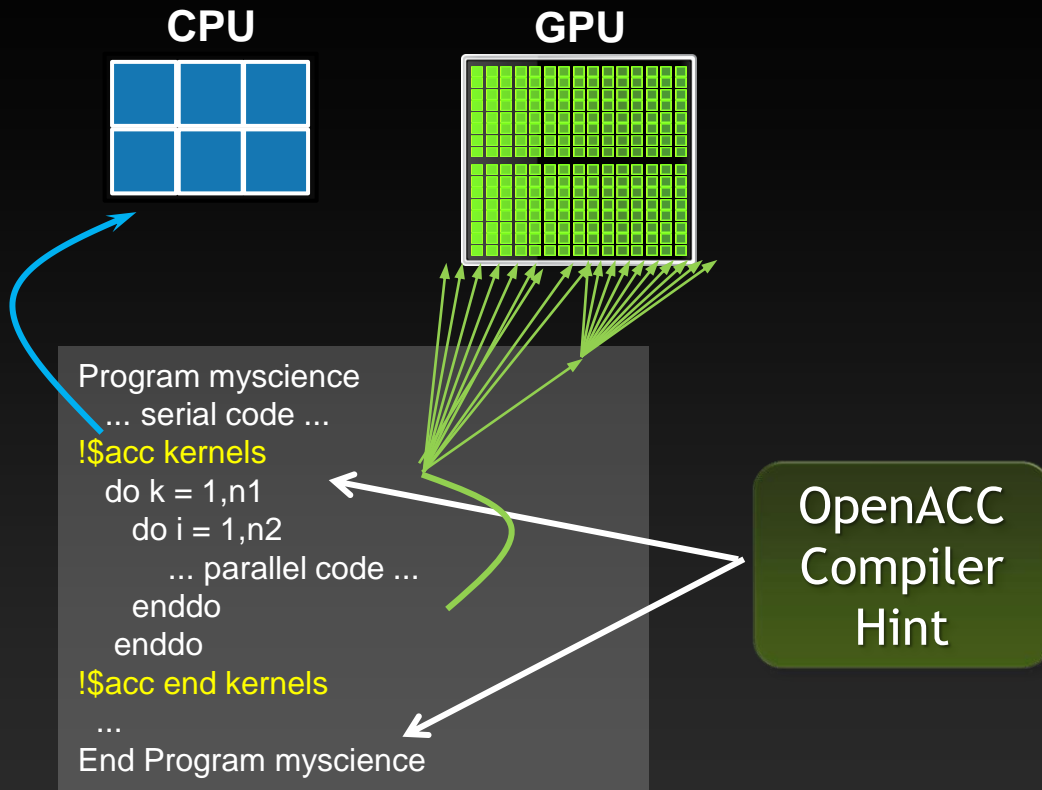 CPU
GPU
Program myscience
... serial code ...
!$acc kernels
do k = 1,n1
do i = 1,n2
... parallel code ...
enddo
enddo
!$acc end kernels
...
End Program myscience
OpenACC
Compiler
Hint